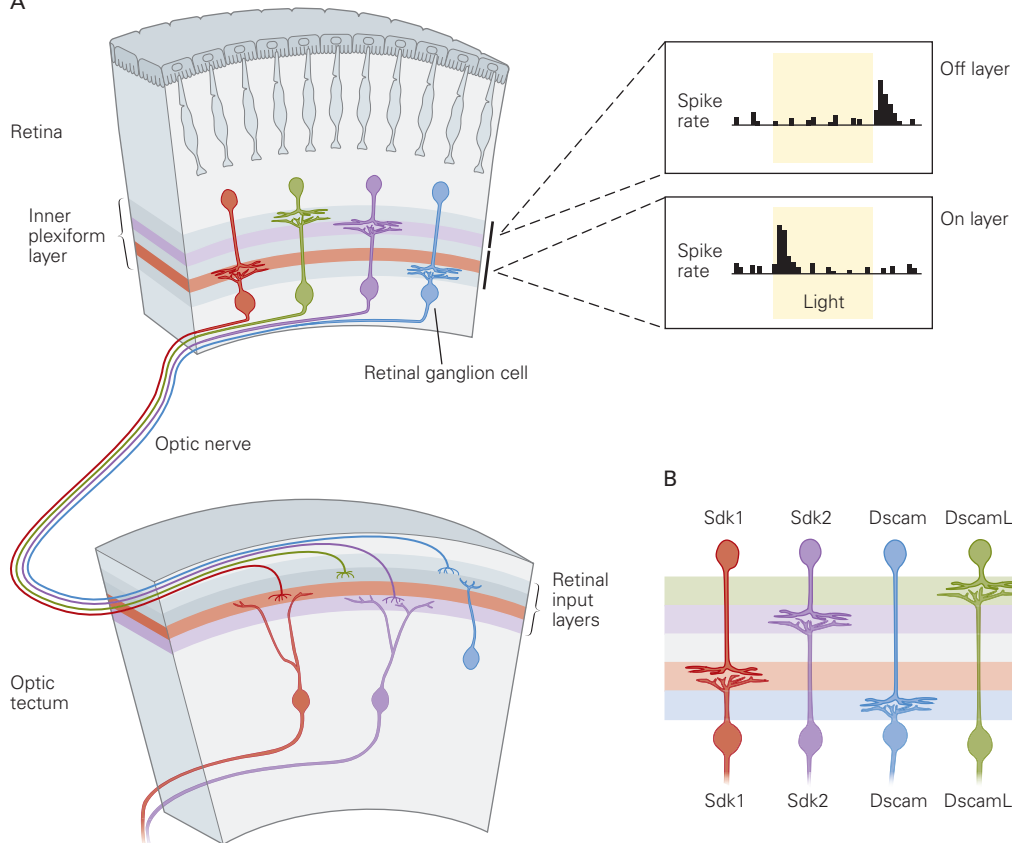 A
Off layer
Spike
rate
Retina
On layer
Inner
plexiform
layer
Spike
rate
Light
Retinal ganglion cell
Optic nerve
B
Sdk1 Sdk2 Dscam DscamL
Retinal
input
layers
Optic
tectum
Sdk1 Sdk2 Dscam DscamL